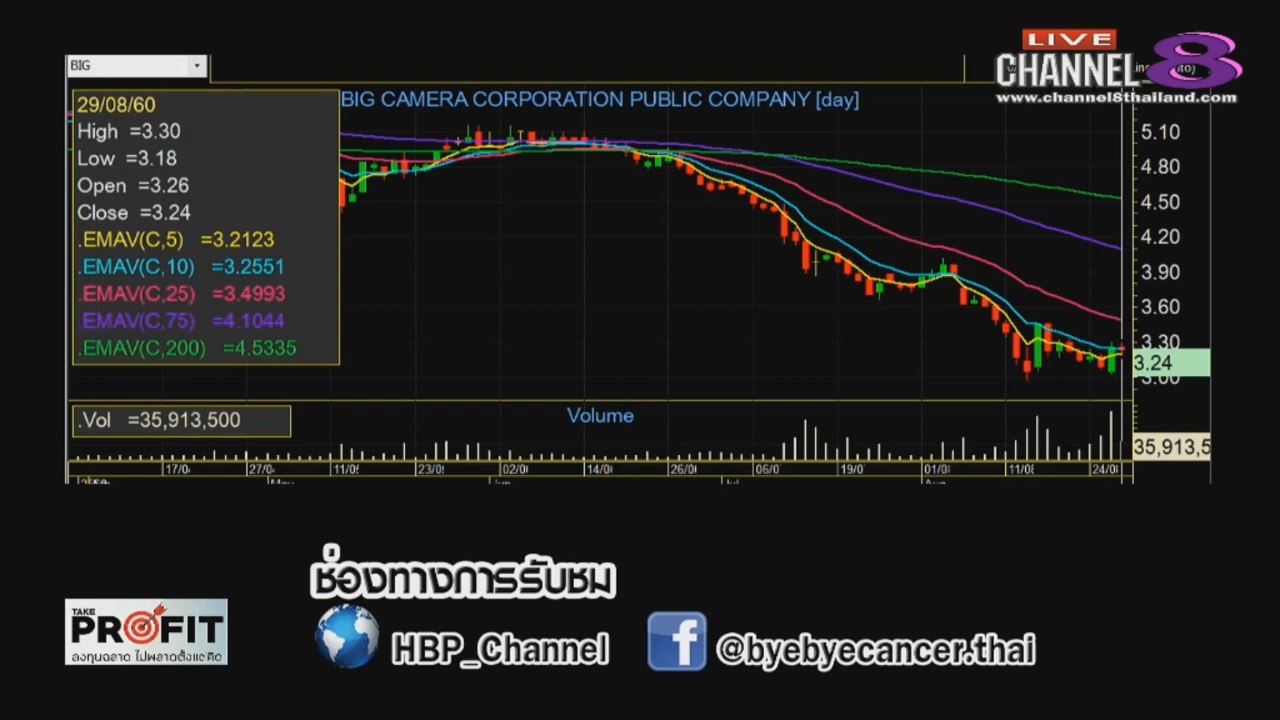 LIVE
CHANNEL 8
www.channel8thailand.com
BIG
BIG CAMERA CORPORATION PUBLIC COMPANY [day]
29/08/60
High =3.30
Low =3.18
Open =3.26
Close =3.24
.EMAV(C,5) =3.2123
.EMAV(C,10) =3.2551
.EMAV(C,25) =3.4993
.EMAV(C,75) =4.1044
.EMAV(C,200) =4.5335
5.10
4.80
4.50
4.20
3.90
3.60
3.30
3.24
3.00
.Vol =35,913,500
Volume
35,913,5
17/0 27/0 11/0 23/0 02/0 14/0 26/0 06/0 19/0 01/0 11/0 24/0
ช่องทางการรับชม
TAKE
PROFIT
ลงทุนฉลาด ไม่พลาดตั้งแต่คิด
HBP_Channel
@byebyecancer.thai